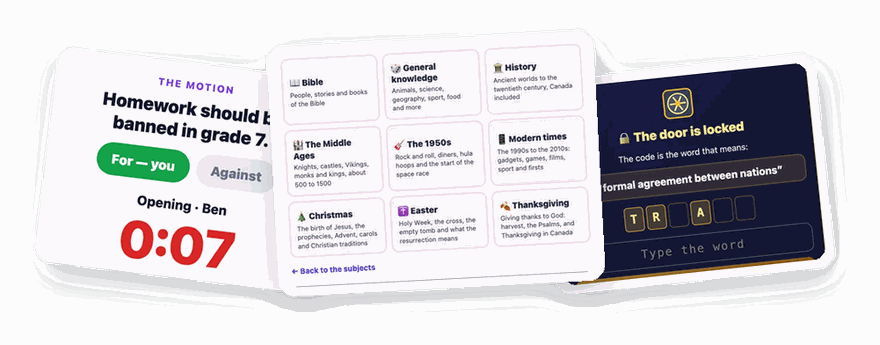 THE MOTION
Homework should b
banned in grade 7.
For — you
Against
Opening · Ben
0:07
📖 Bible
People, stories and books
of the Bible
🎲 General
knowledge
Animals, science,
geography, sport, food
and more
🏛️ History
Ancient worlds to the
twentieth century, Canada
included
🏰 The Middle
Ages
Knights, castles, Vikings,
monks and kings, about
500 to 1500
🎸 The 1950s
Rock and roll, diners, hula
hoops and the start of the
space race
📱 Modern times
The 1990s to the 2010s:
gadgets, games, films,
sport and firsts
🎄 Christmas
The birth of Jesus, the
prophecies, Advent, carols
and Christian traditions
✝️ Easter
Holy Week, the cross, the
empty tomb and what the
resurrection means
🦃 Thanksgiving
Giving thanks to God:
harvest, the Psalms, and
Thanksgiving in Canada
← Back to the subjects
🔒 The door is locked
The code is the word that means:
formal agreement between nations”
T R A
Type the word